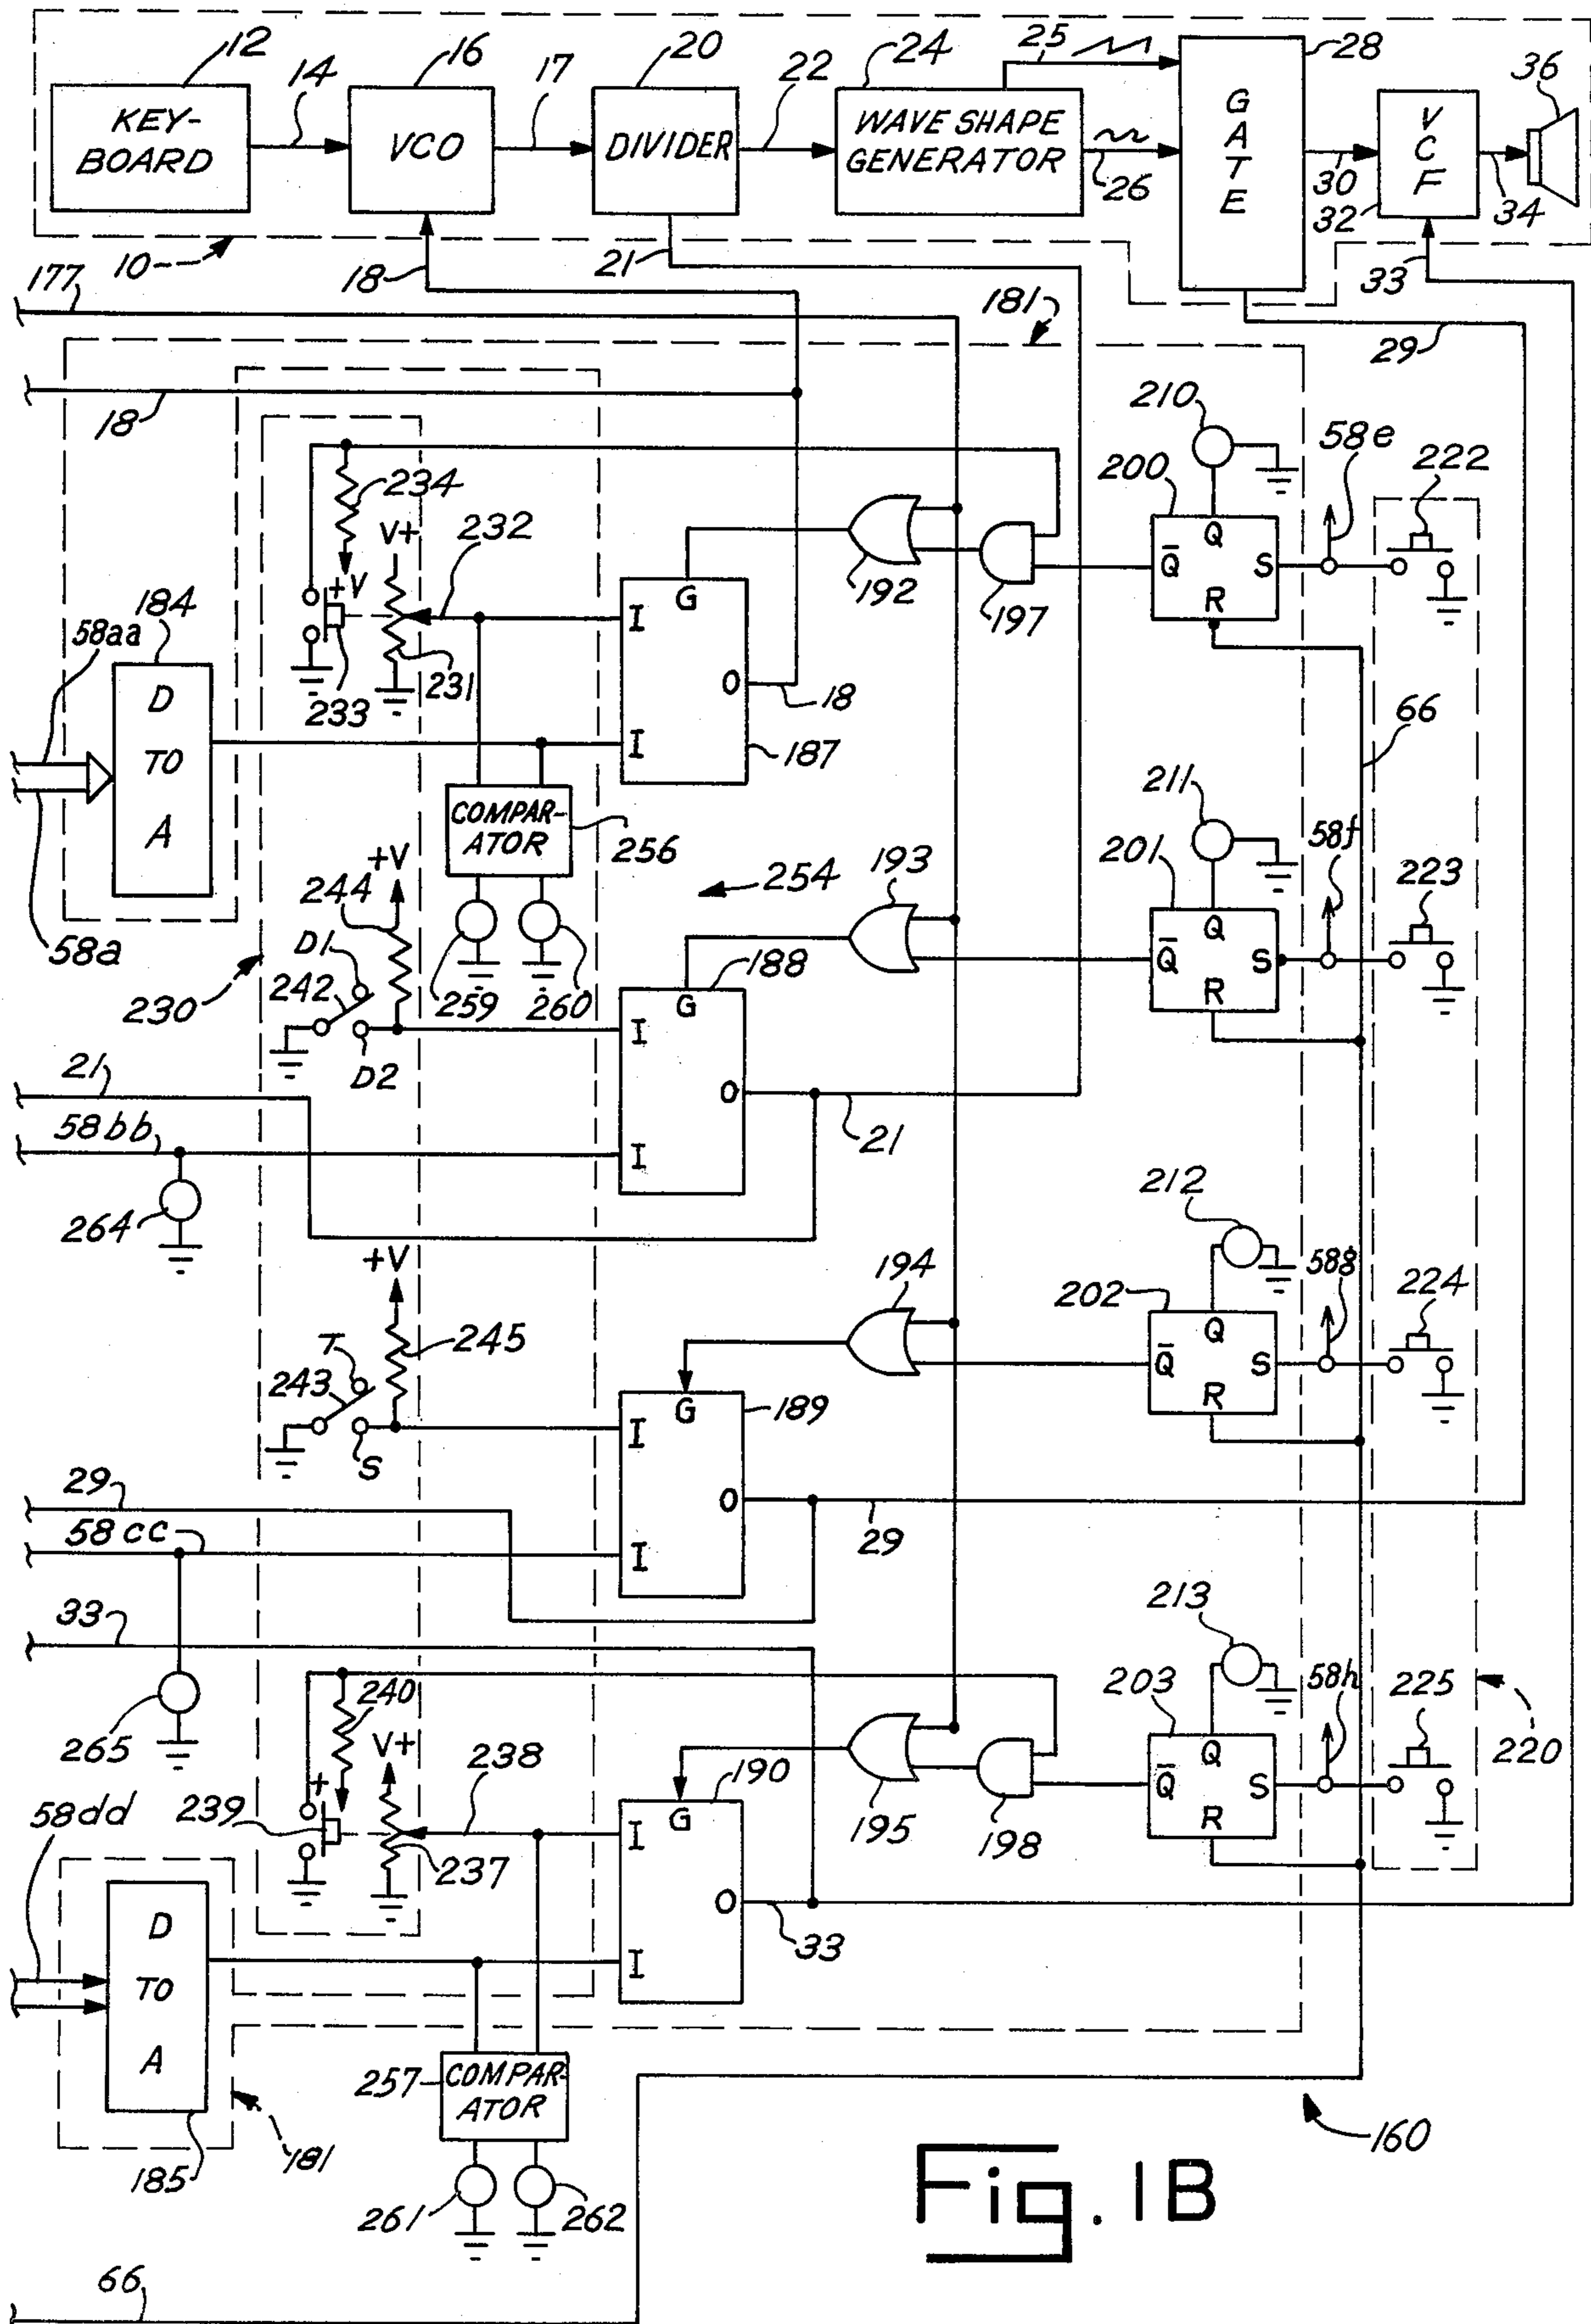 12
16
20
24
25
28
36
KEY-
BOARD
14
VCO
17
DIVIDER
22
WAVE SHAPE
GENERATOR
26
GATE
30
32
VCF
34
10
18
21
33
177
181
29
18
210
58e
222
200
234
V+
232
+V
192
197
Q̅ Q S
R
184
58aa
D
TO
A
I G
O
I
233
231
18
187
66
COMPAR-
ATOR
256
211
58f
223
201
58a
244
+V
254
193
D1
242
230
259
260
188
Q̅ Q S
R
D2
I G
O
I
21
58bb
21
264
212
58g
224
202
+V
194
T
243
245
189
Q̅ Q S
R
S
I G
O
I
29
58cc
29
33
213
58h
225
203
220
265
240
V+
238
190
+
239
58dd
237
195
198
Q̅ Q S
R
I G
O
I
33
D
TO
A
257
COMPAR-
ATOR
160
181
185
261
262
Fig. 1B
66